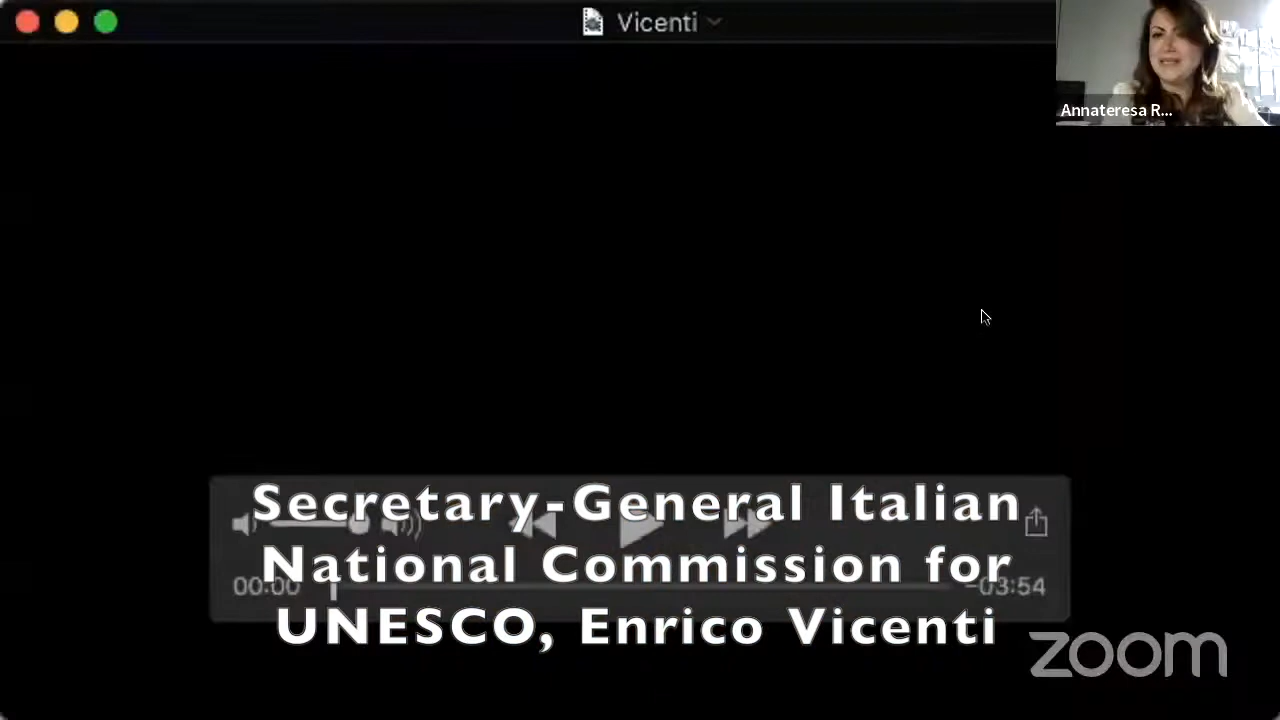 Vicenti
Annateresa R...
Secretary-General Italian
National Commission for
UNESCO, Enrico Vicenti
00:00
-03:54
zoom